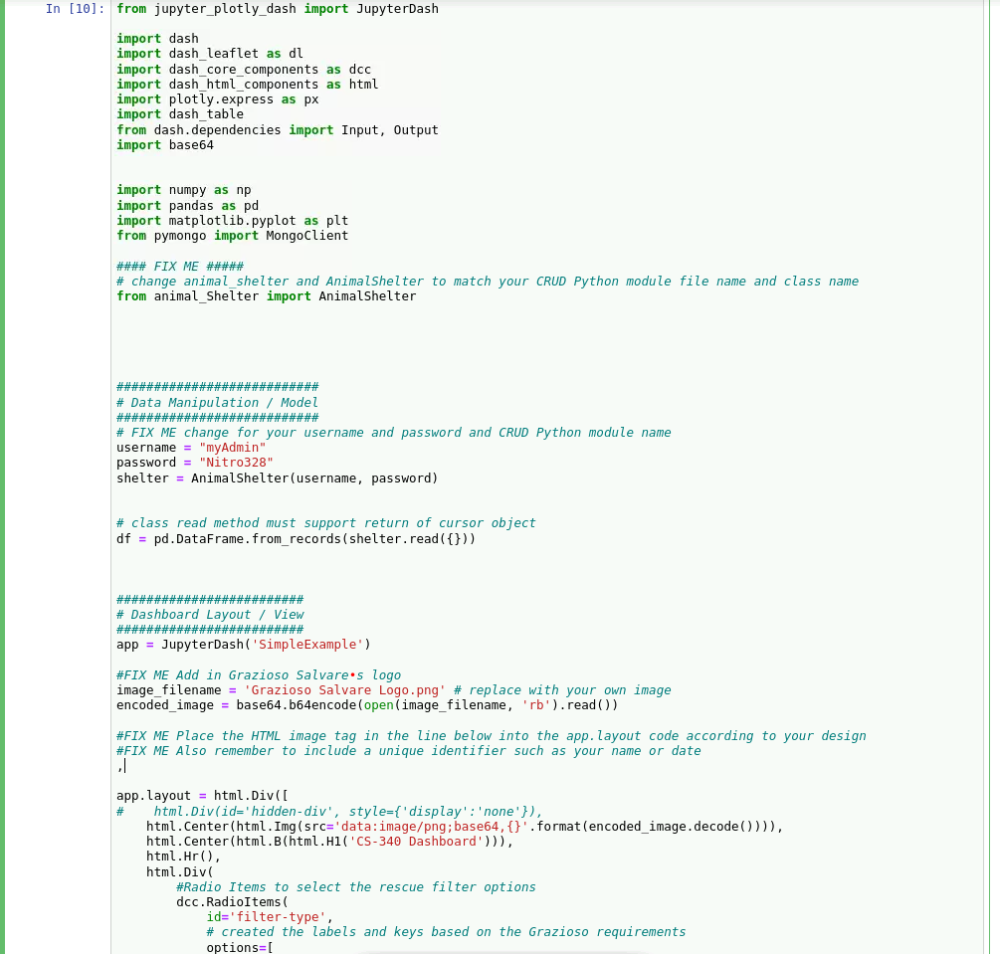 In [10]: from jupyter_plotly_dash import JupyterDash
import dash
import dash_leaflet as dl
import dash_core_components as dcc
import dash_html_components as html
import plotly.express as px
import dash_table
from dash.dependencies import Input, Output
import base64
import numpy as np
import pandas as pd
import matplotlib.pyplot as plt
from pymongo import MongoClient
#### FIX ME #####
# change animal_shelter and AnimalShelter to match your CRUD Python module file name and class name
from animal_Shelter import AnimalShelter
###########################
# Data Manipulation / Model
###########################
# FIX ME change for your username and password and CRUD Python module name
username = "myAdmin"
password = "Nitro328"
shelter = AnimalShelter(username, password)
# class read method must support return of cursor object
df = pd.DataFrame.from_records(shelter.read({}))
#########################
# Dashboard Layout / View
#########################
app = JupyterDash('SimpleExample')
#FIX ME Add in Grazioso Salvare•s logo
image_filename = 'Grazioso Salvare Logo.png' # replace with your own image
encoded_image = base64.b64encode(open(image_filename, 'rb').read())
#FIX ME Place the HTML image tag in the line below into the app.layout code according to your design
#FIX ME Also remember to include a unique identifier such as your name or date
,
app.layout = html.Div([
#    html.Div(id='hidden-div', style={'display':'none'}),
    html.Center(html.Img(src='data:image/png;base64,{}'.format(encoded_image.decode()))),
    html.Center(html.B(html.H1('CS-340 Dashboard'))),
    html.Hr(),
    html.Div(
        #Radio Items to select the rescue filter options
        dcc.RadioItems(
            id='filter-type',
            # created the labels and keys based on the Grazioso requirements
            options=[